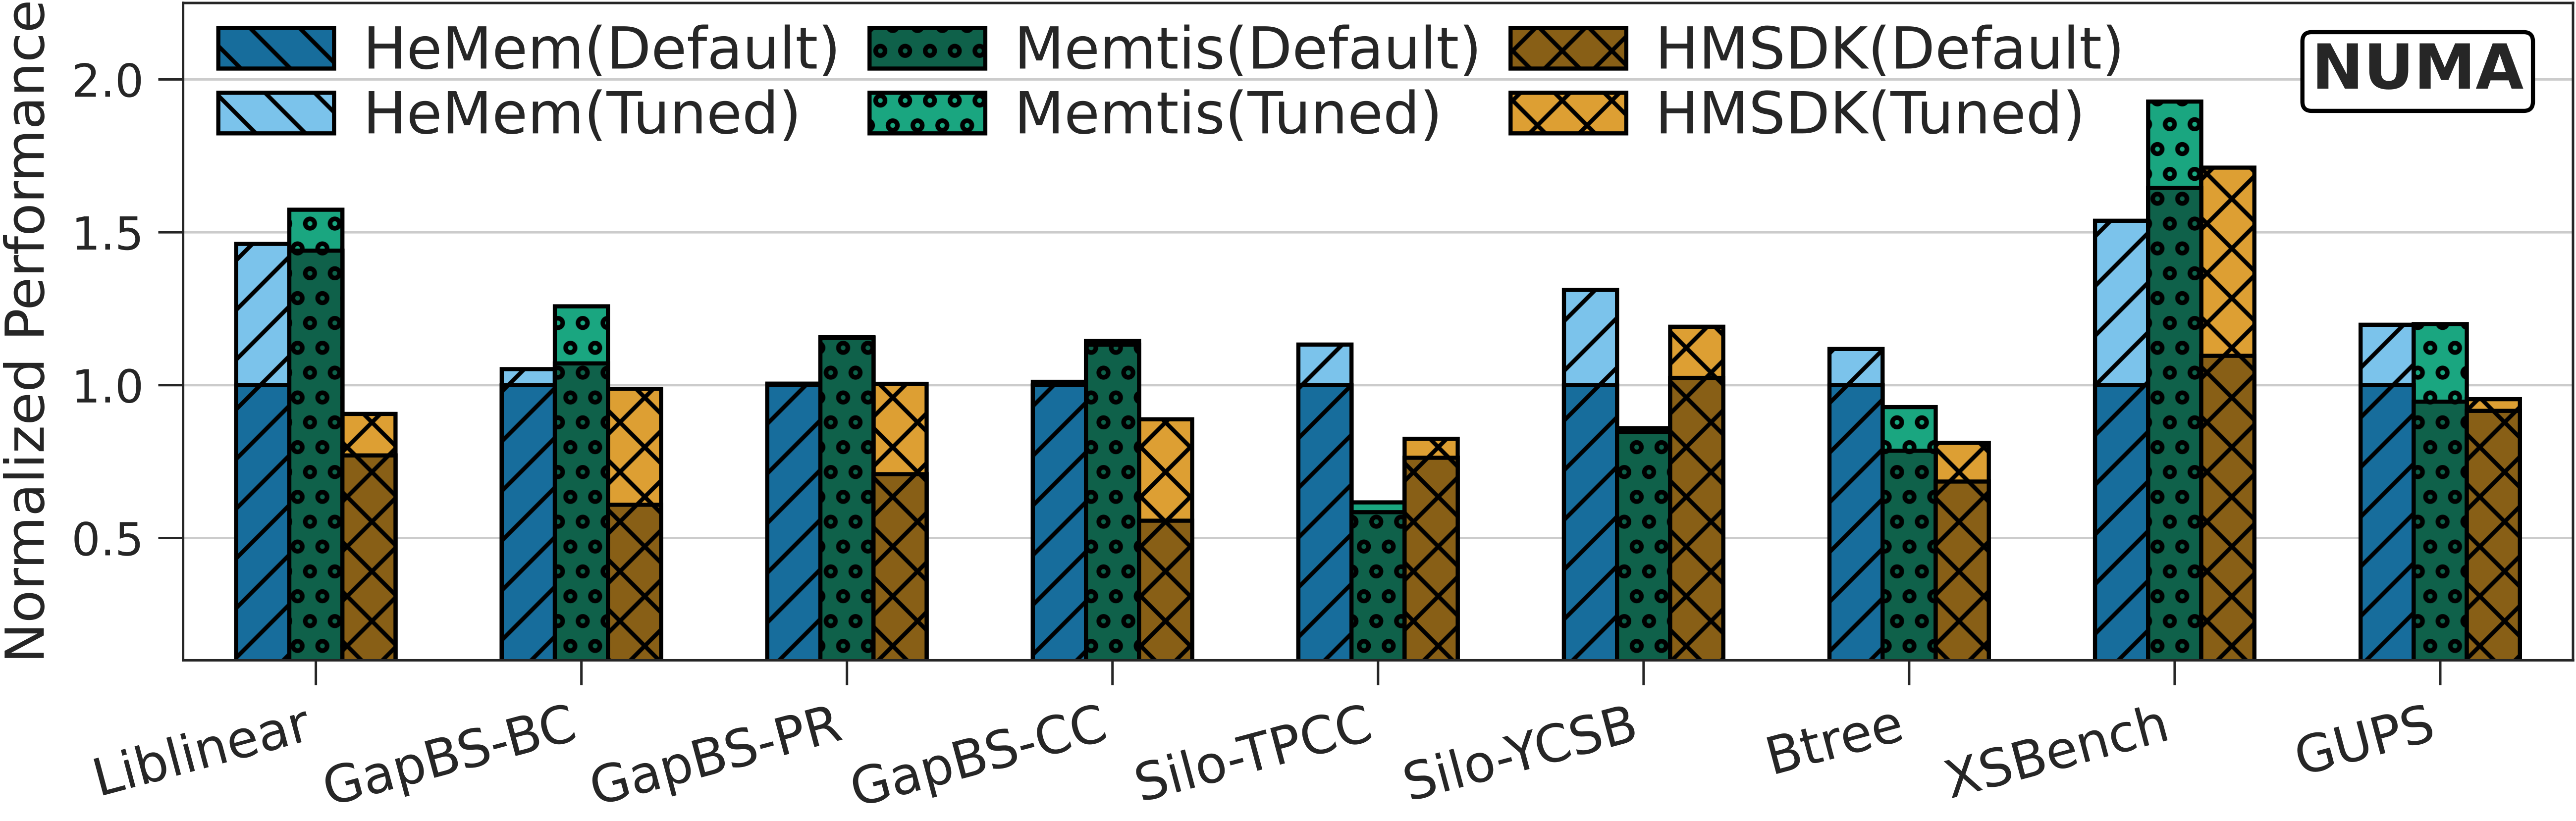 HeMem(Default)
Memtis(Default)
HMSDK(Default)
HeMem(Tuned)
Memtis(Tuned)
HMSDK(Tuned)
NUMA
Normalized Performance
2.0
1.5
1.0
0.5
Liblinear
GapBS-BC
GapBS-PR
GapBS-CC
Silo-TPCC
Silo-YCSB
Btree
XSBench
GUPS